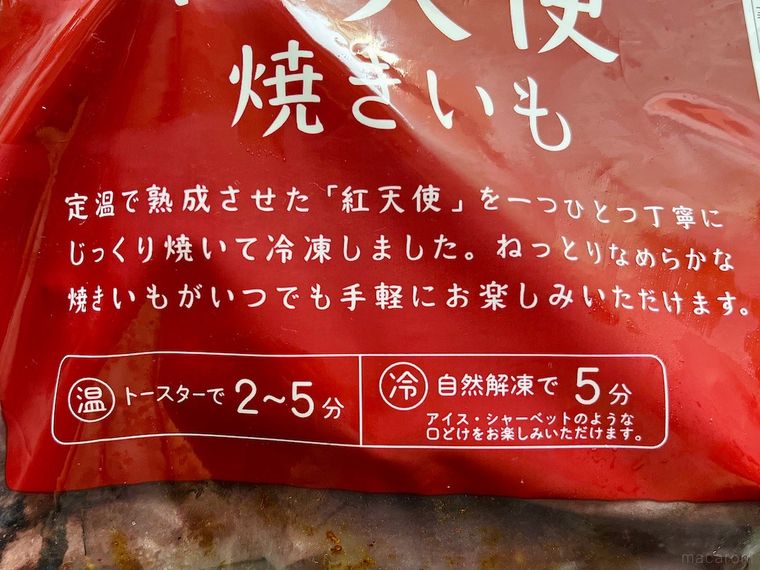 天使
焼きいも
定温で熟成させた「紅天使」を一つひとつ丁寧に
じっくり焼いて冷凍しました。ねっとりなめらかな
焼きいもがいつでも手軽にお楽しみいただけます。
温 トースターで 2~5分
冷 自然解凍で 5分
アイス・シャーベットのような
口どけをお楽しみいただけます。
macaroni